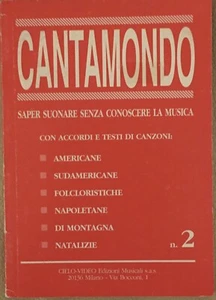 CANTAMONDO
SAPER SUONARE SENZA CONOSCERE LA MUSICA
CON ACCORDI E TESTI DI CANZONI:
AMERICANE
SUDAMERICANE
FOLCLORISTICHE
NAPOLETANE
DI MONTAGNA
NATALIZIE
n. 2
CIELO-VIDEO Edizioni Musicali s.a.s.
20136 Milano - Via Bocconi, 4